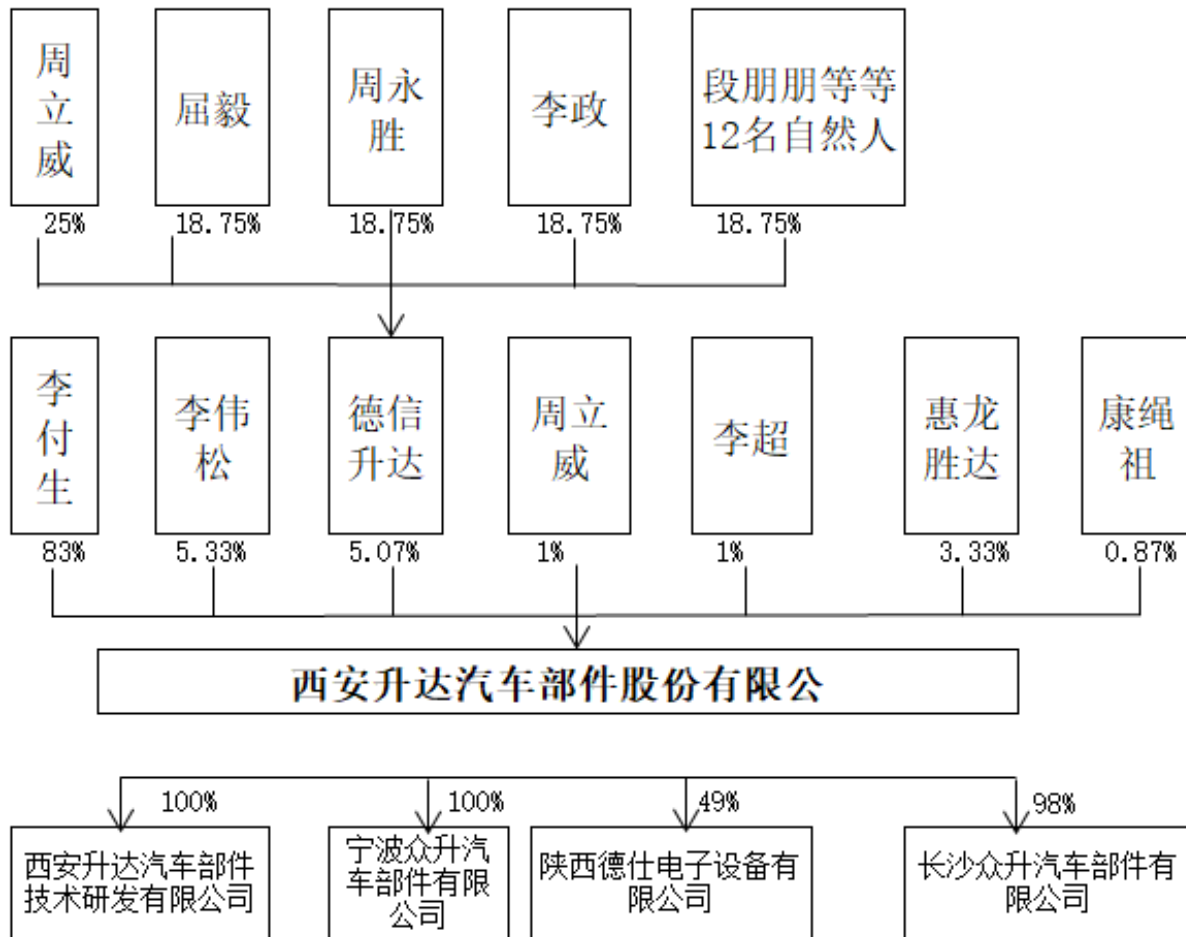 周
立
威
屈毅
周永
胜
李政
段朋朋等等
12名自然人
25%
18.75%
18.75%
18.75%
18.75%
李
付
生
李伟
松
德信
升达
周立
威
李超
惠龙
胜达
康绳
祖
83%
5.33%
5.07%
1%
1%
3.33%
0.87%
西安升达汽车部件股份有限公
100%
100%
49%
98%
西安升达汽车部件
技术研发有限公司
宁波众升汽
车部件有限
公司
陕西德仕电子设备有
限公司
长沙众升汽车部件有
限公司